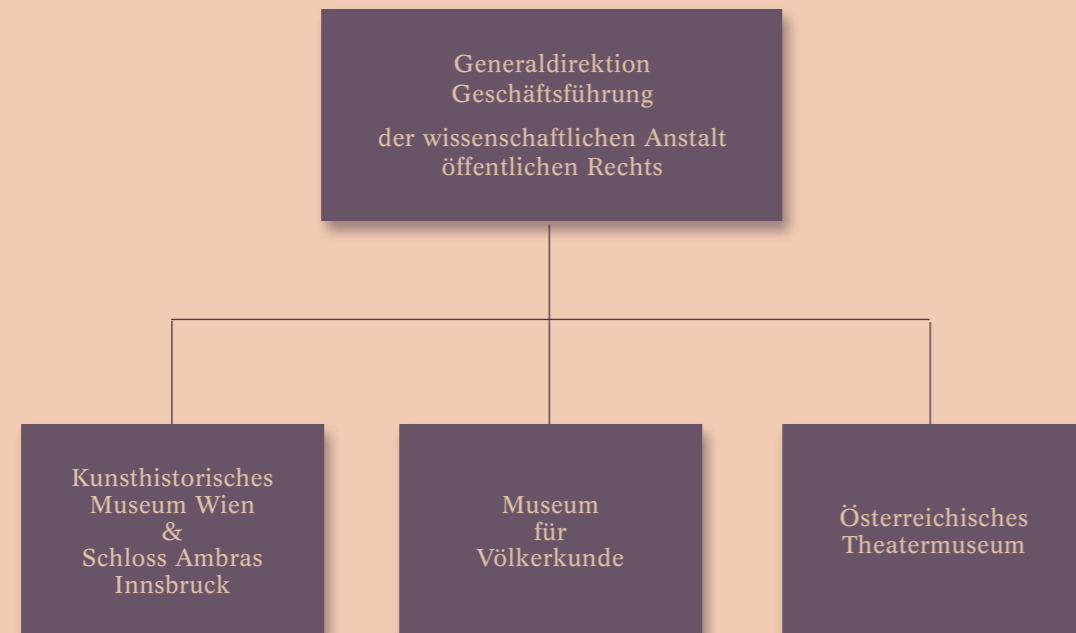 Generaldirektion
Geschäftsführung
der wissenschaftlichen Anstalt
öffentlichen Rechts
Kunsthistorisches
Museum Wien
&
Schloss Ambras
Innsbruck
Museum
für
Völkerkunde
Österreichisches
Theatermuseum